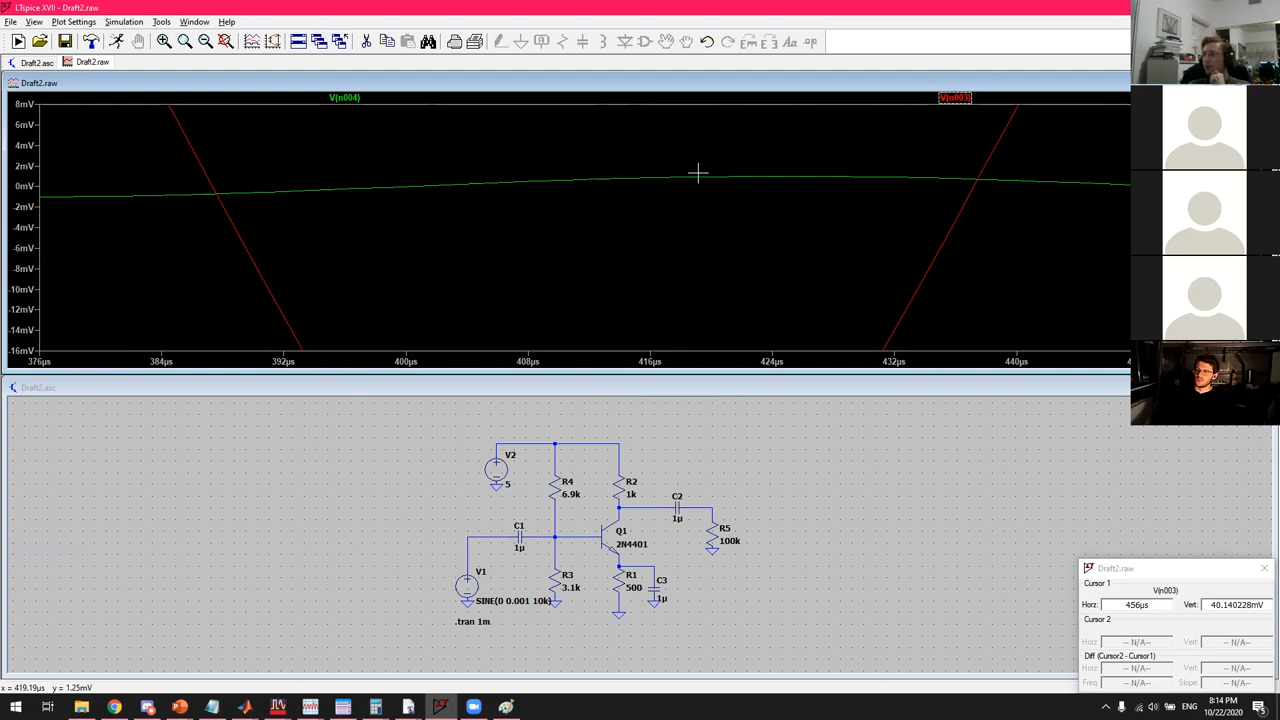 LTspice XVII - Draft2.raw
File View Plot Settings Simulation Tools Window Help
Draft2.asc Draft2.raw
Draft2.raw
V(n004) V(n003)
8mV
6mV
4mV
2mV
0mV
-2mV
-4mV
-6mV
-8mV
-10mV
-12mV
-14mV
-16mV
376µs 384µs 392µs 400µs 408µs 416µs 424µs 432µs 440µs
Draft2.asc
V2
5
R4
6.9k
R2
1k
C2
1µ
R5
100k
C1
1µ
Q1
2N4401
V1
SINE(0 0.001 10k)
R3
3.1k
R1
500
C3
1µ
.tran 1m
Draft2.raw
Cursor 1
V(n003)
Horz: 456µs Vert: 40.140228mV
Cursor 2
Horz: -- N/A-- Vert: -- N/A--
Diff (Cursor2 - Cursor1)
Horz: -- N/A-- Vert: -- N/A--
Freq: -- N/A-- Slope: -- N/A--
x = 419.19µs y = 1.25mV
ENG
8:14 PM
10/22/2020